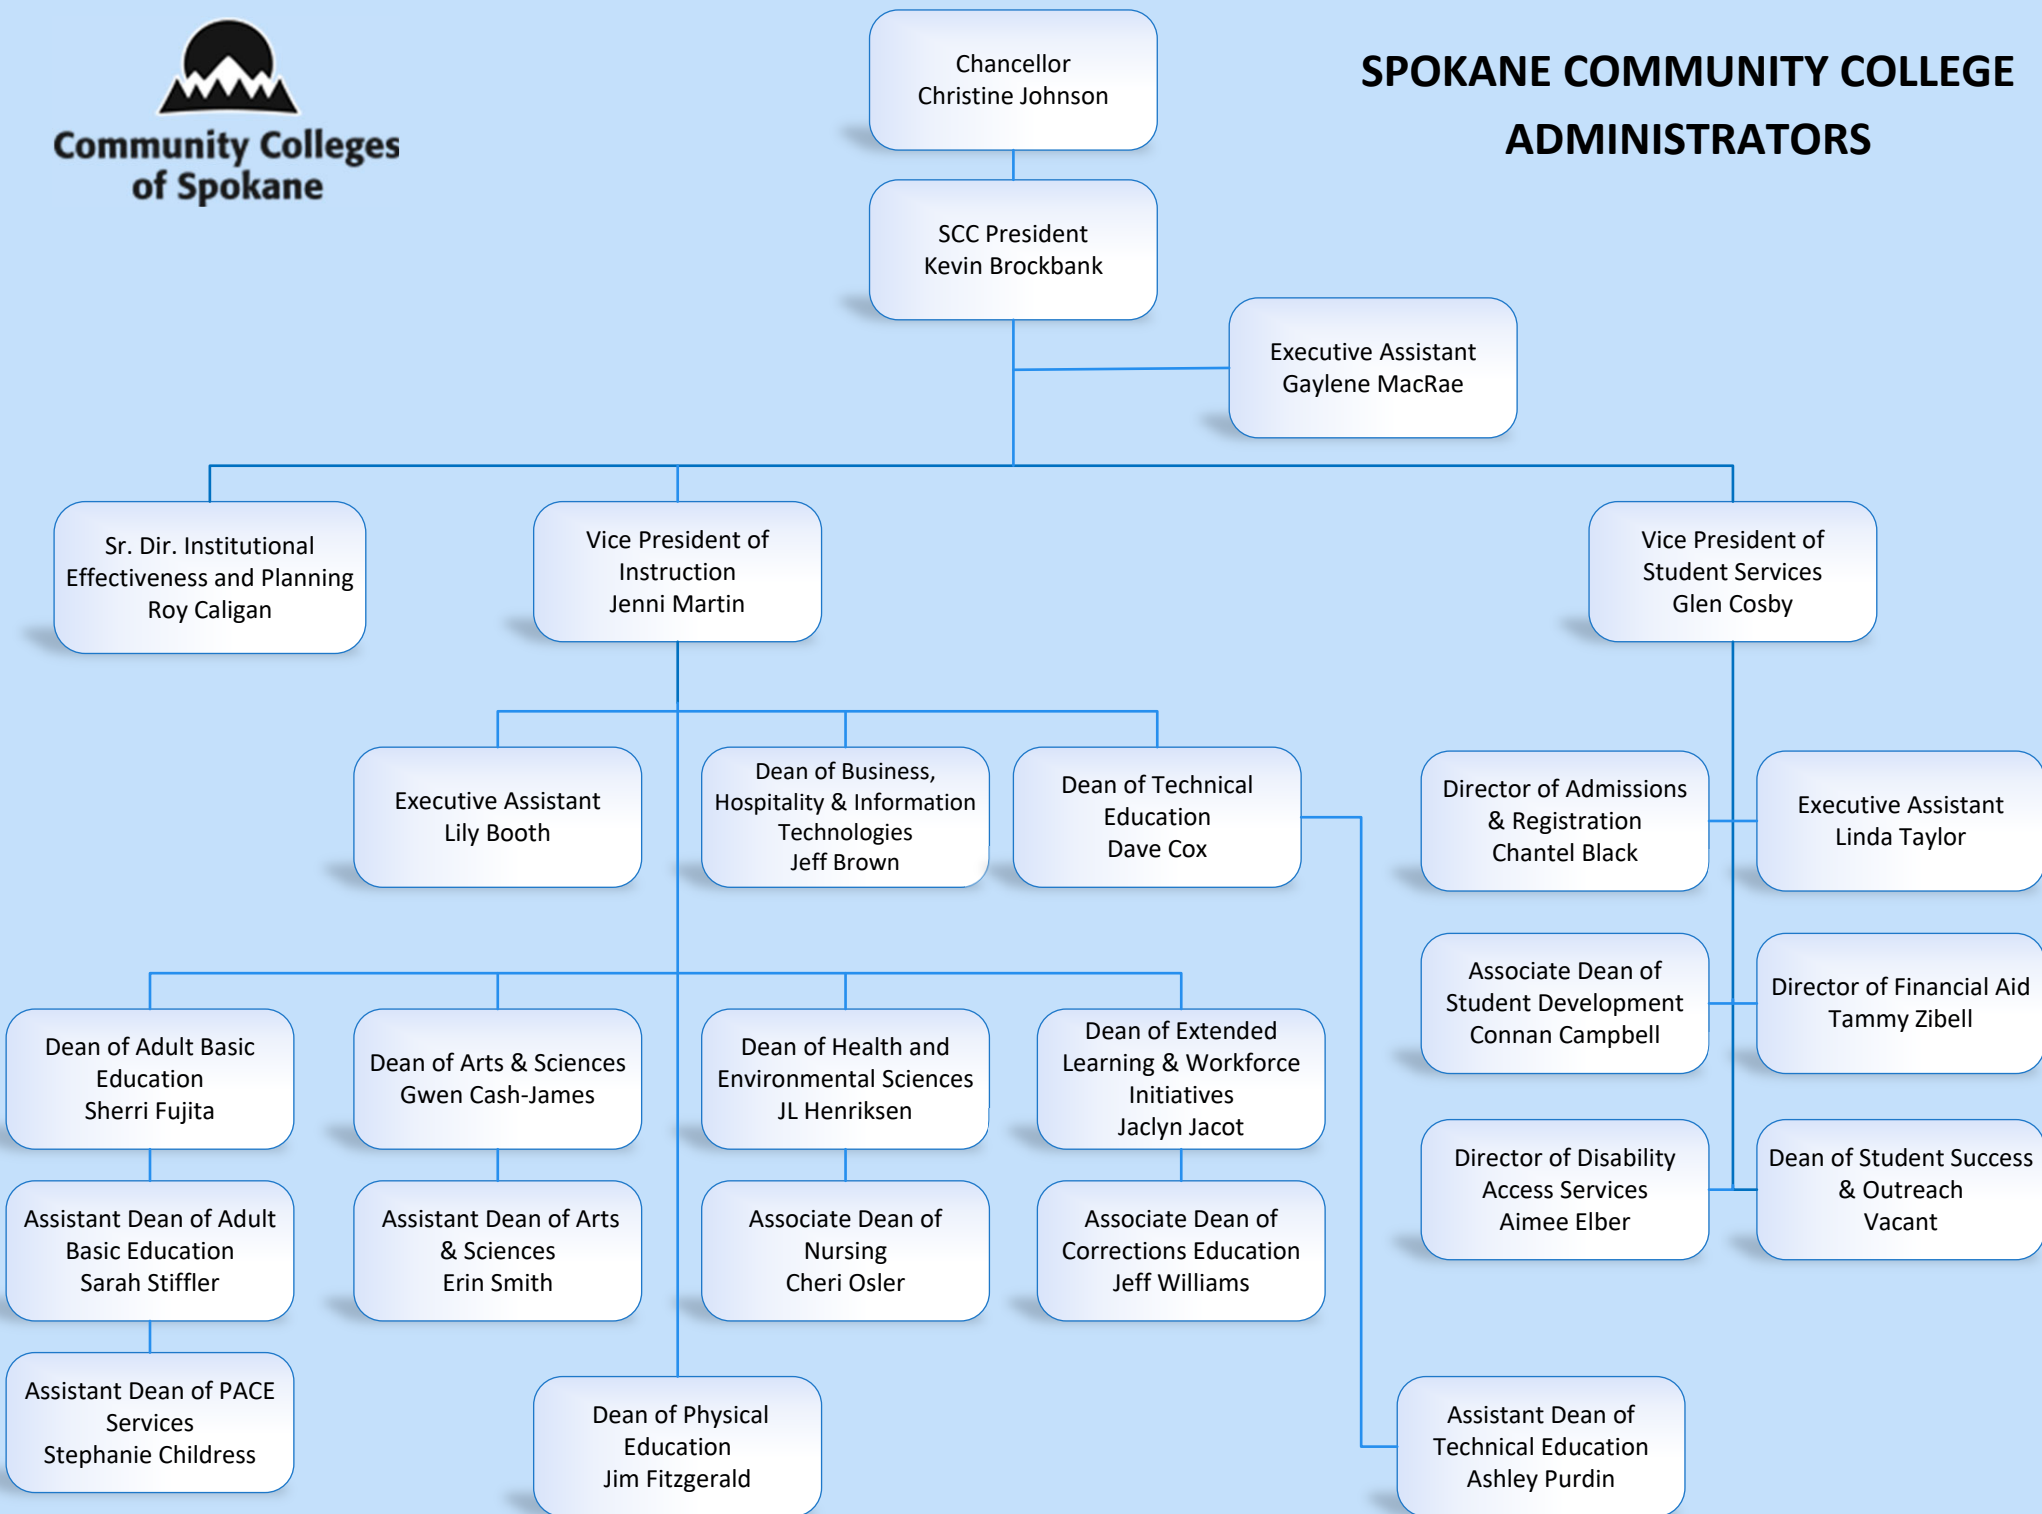 Community Colleges
of Spokane
SPOKANE COMMUNITY COLLEGE
ADMINISTRATORS
Chancellor
Christine Johnson
SCC President
Kevin Brockbank
Executive Assistant
Gaylene MacRae
Sr. Dir. Institutional
Effectiveness and Planning
Roy Caligan
Vice President of
Instruction
Jenni Martin
Vice President of
Student Services
Glen Cosby
Executive Assistant
Lily Booth
Dean of Business,
Hospitality & Information
Technologies
Jeff Brown
Dean of Technical
Education
Dave Cox
Director of Admissions
& Registration
Chantel Black
Executive Assistant
Linda Taylor
Associate Dean of
Student Development
Connan Campbell
Director of Financial Aid
Tammy Zibell
Dean of Adult Basic
Education
Sherri Fujita
Dean of Arts & Sciences
Gwen Cash-James
Dean of Health and
Environmental Sciences
JL Henriksen
Dean of Extended
Learning & Workforce
Initiatives
Jaclyn Jacot
Director of Disability
Access Services
Aimee Elber
Dean of Student Success
& Outreach
Vacant
Assistant Dean of Adult
Basic Education
Sarah Stiffler
Assistant Dean of Arts
& Sciences
Erin Smith
Associate Dean of
Nursing
Cheri Osler
Associate Dean of
Corrections Education
Jeff Williams
Assistant Dean of PACE
Services
Stephanie Childress
Dean of Physical
Education
Jim Fitzgerald
Assistant Dean of
Technical Education
Ashley Purdin